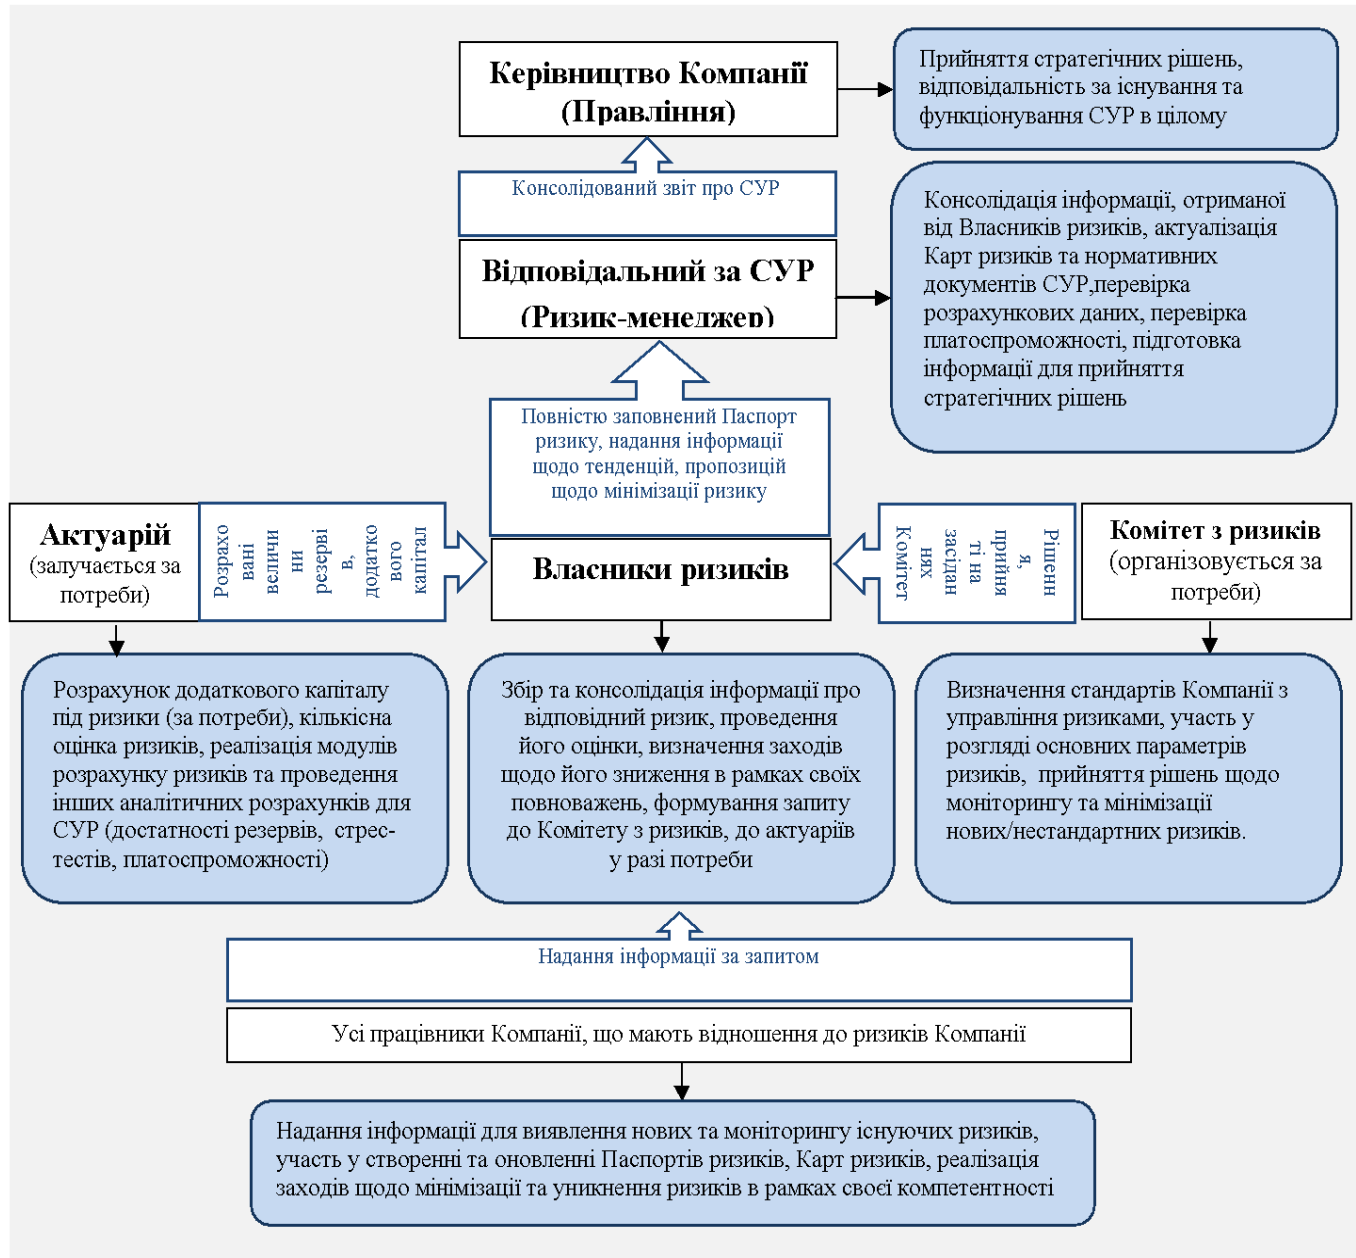 Керівництво Компанії
(Правління)
Прийняття стратегічних рішень,
відповідальність за існування та
функціонування СУР в цілому
Консолідований звіт про СУР
Відповідальний за СУР
(Ризик-менеджер)
Консолідація інформації, отриманої
від Власників ризиків, актуалізація
Карт ризиків та нормативних
документів СУР,перевірка
розрахункових даних, перевірка
платоспроможності, підготовка
інформації для прийняття
стратегічних рішень
Повністю заповнений Паспорт
ризику, надання інформації
щодо тенденцій, пропозицій
щодо мінімізації ризику
Актуарій
(залучається за
потреби)
Розрахо
вані
величи
ни
резерві
в,
додатко
вого
капітал
Власники ризиків
Рішенн
я,
прийня
ті на
засідан
нях
Комітет
Комітет з ризиків
(організовується за
потреби)
Розрахунок додаткового капіталу
під ризики (за потреби), кількісна
оцінка ризиків, реалізація модулів
розрахунку ризиків та проведення
інших аналітичних розрахунків для
СУР (достатності резервів, стрес-
тестів, платоспроможності)
Збір та консолідація інформації про
відповідний ризик, проведення
його оцінки, визначення заходів
щодо його зниження в рамках своїх
повноважень, формування запиту
до Комітету з ризиків, до актуаріїв
у разі потреби
Визначення стандартів Компанії з
управління ризиками, участь у
розгляді основних параметрів
ризиків, прийняття рішень щодо
моніторингу та мінімізації
нових/нестандартних ризиків.
Надання інформації за запитом
Усі працівники Компанії, що мають відношення до ризиків Компанії
Надання інформації для виявлення нових та моніторингу існуючих ризиків,
участь у створенні та оновленні Паспортів ризиків, Карт ризиків, реалізація
заходів щодо мінімізації та уникнення ризиків в рамках своєї компетентності